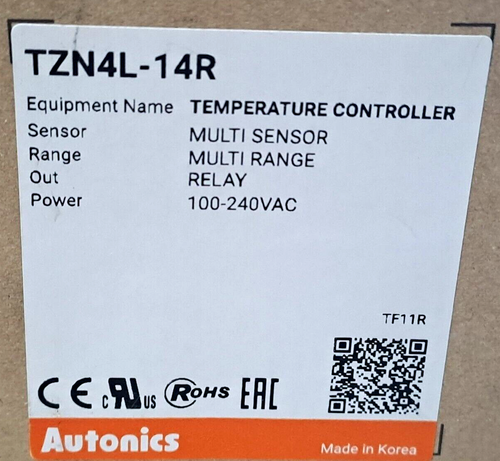 TZN4L-14R
Equipment Name TEMPERATURE CONTROLLER
Sensor MULTI SENSOR
Range MULTI RANGE
Out RELAY
Power 100-240VAC
TF11R
CE c RU US RoHS EAC
Autonics Made in Korea